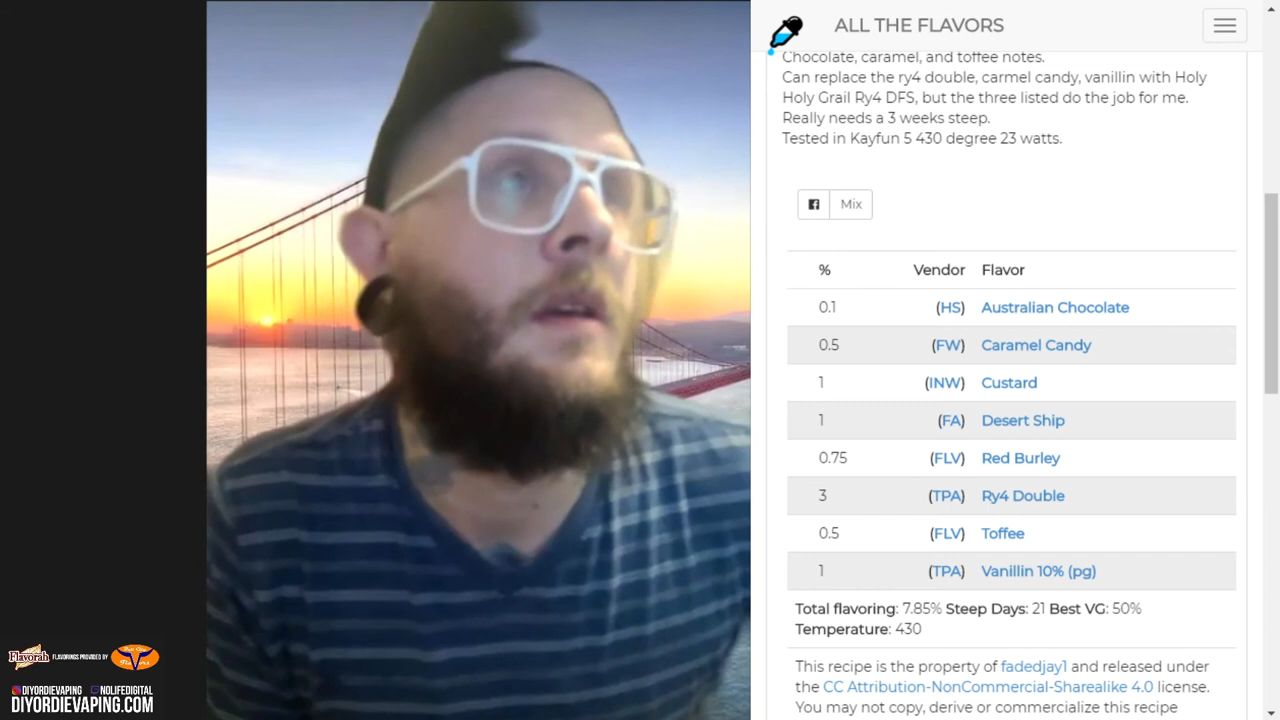 ALL THE FLAVORS
Chocolate, caramel, and toffee notes.
Can replace the ry4 double, carmel candy, vanillin with Holy
Holy Grail Ry4 DFS, but the three listed do the job for me.
Really needs a 3 weeks steep.
Tested in Kayfun 5 430 degree 23 watts.
Mix
% Vendor Flavor
0.1 (HS) Australian Chocolate
0.5 (FW) Caramel Candy
1 (INW) Custard
1 (FA) Desert Ship
0.75 (FLV) Red Burley
3 (TPA) Ry4 Double
0.5 (FLV) Toffee
1 (TPA) Vanillin 10% (pg)
Total flavoring: 7.85% Steep Days: 21 Best VG: 50%
Temperature: 430
This recipe is the property of fadedjay1 and released under
the CC Attribution-NonCommercial-Sharealike 4.0 license.
You may not copy, derive or commercialize this recipe
Flavorah FLAVORINGS PROVIDED BY Flavors
DIYORDIEVAPING NOLIFEDIGITAL
DIYORDIEVAPING.COM